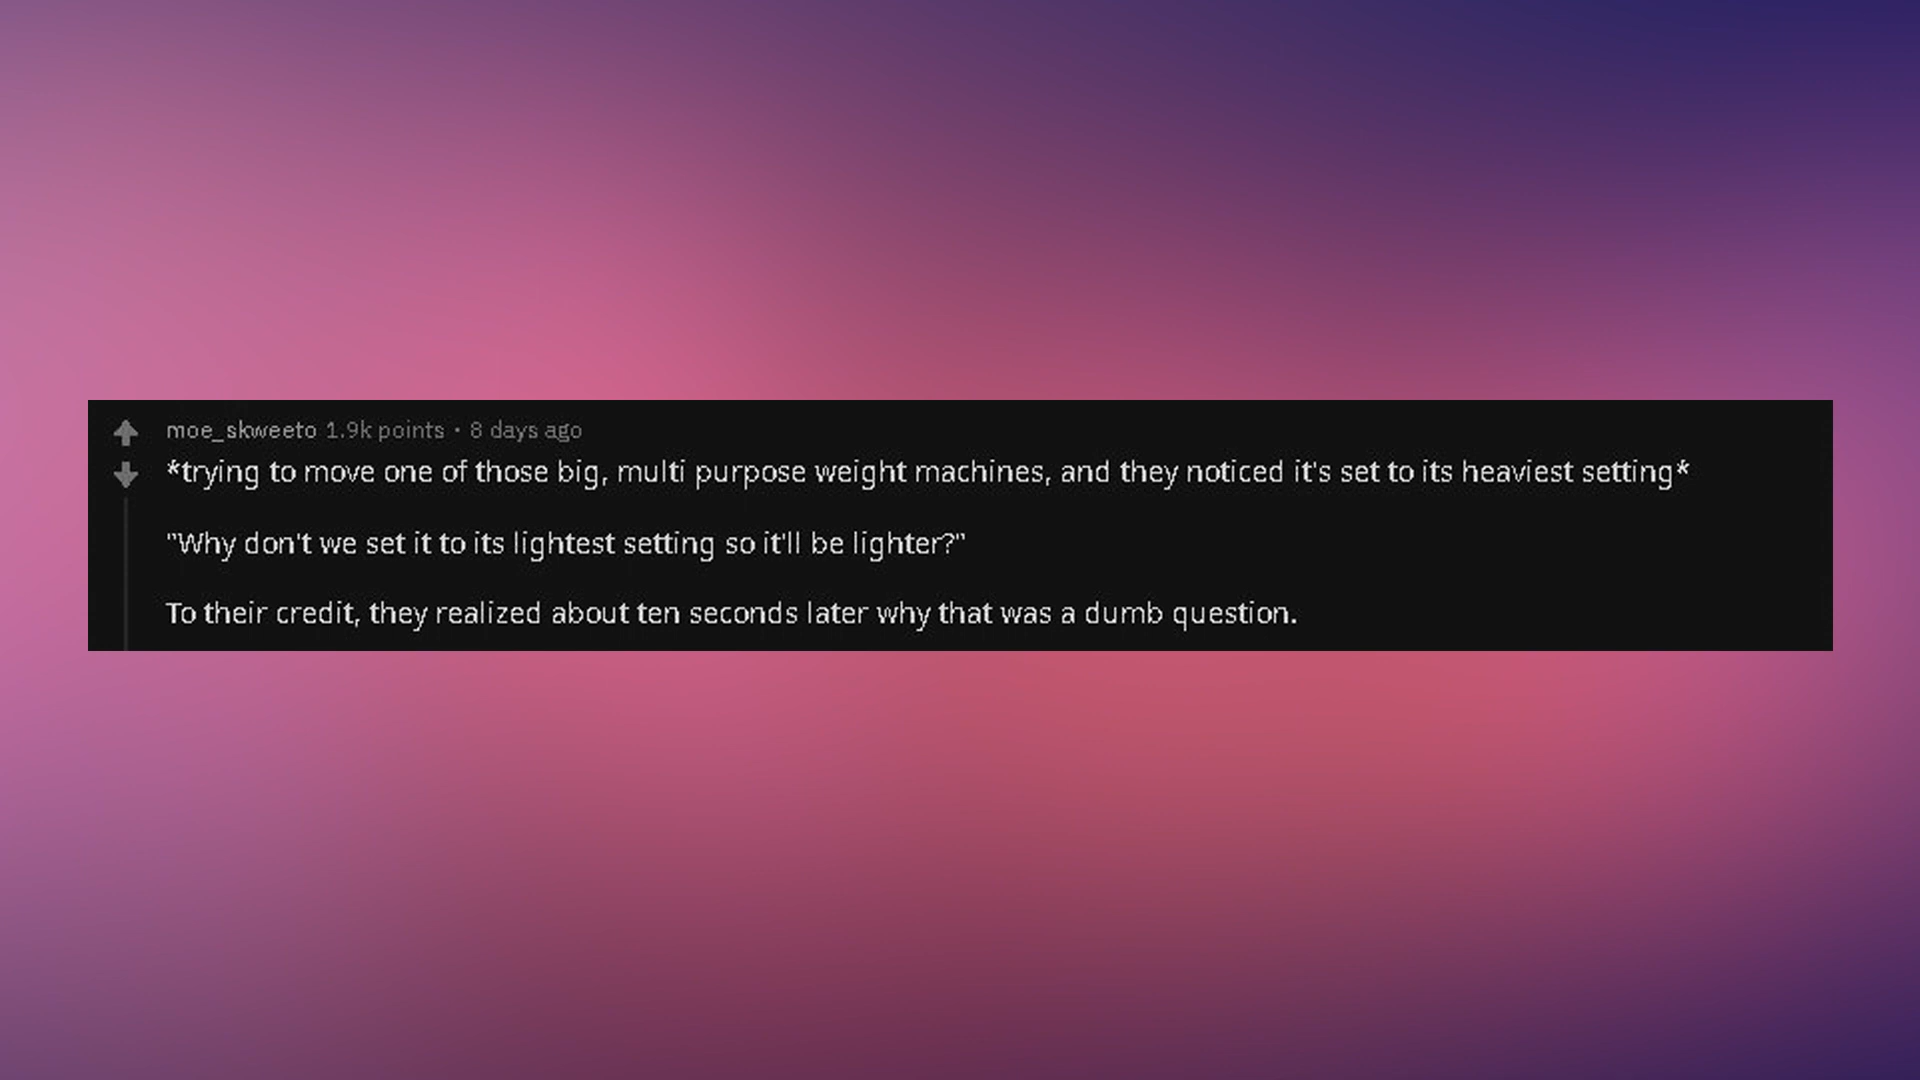 moe_skweeto 1.9k points · 8 days ago
*trying to move one of those big, multi purpose weight machines, and they noticed it's set to its heaviest setting*
"Why don't we set it to its lightest setting so it'll be lighter?"
To their credit, they realized about ten seconds later why that was a dumb question.